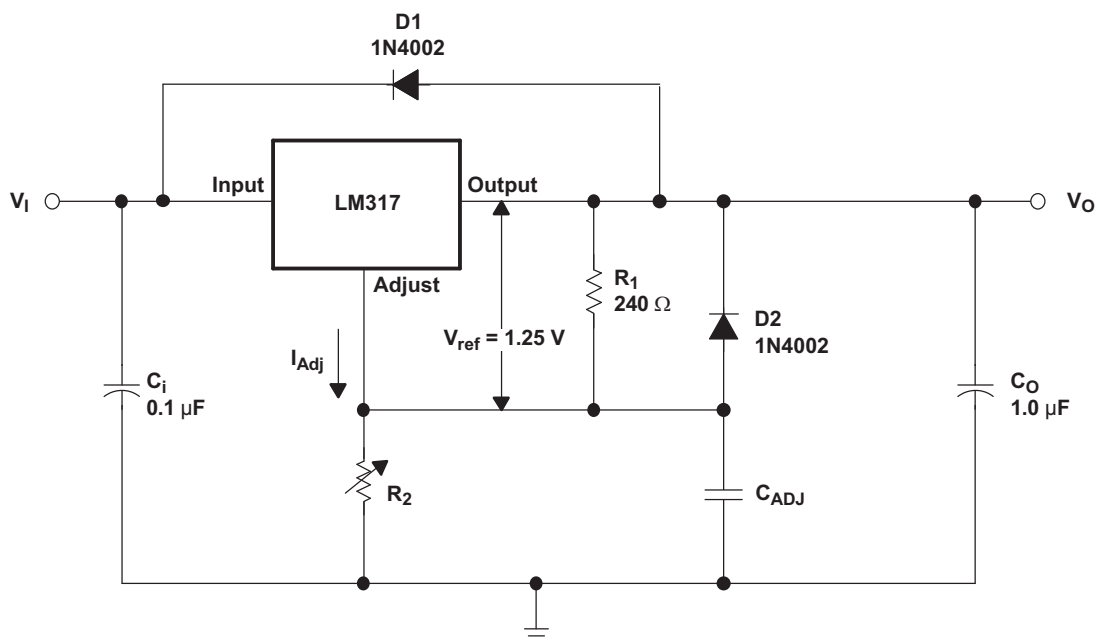 D1
1N4002
Input
LM317
Output
V_I
V_O
Adjust
R_1
240 Ω
D2
1N4002
V_ref = 1.25 V
I_Adj
C_i
0.1 µF
C_O
1.0 µF
R_2
C_ADJ